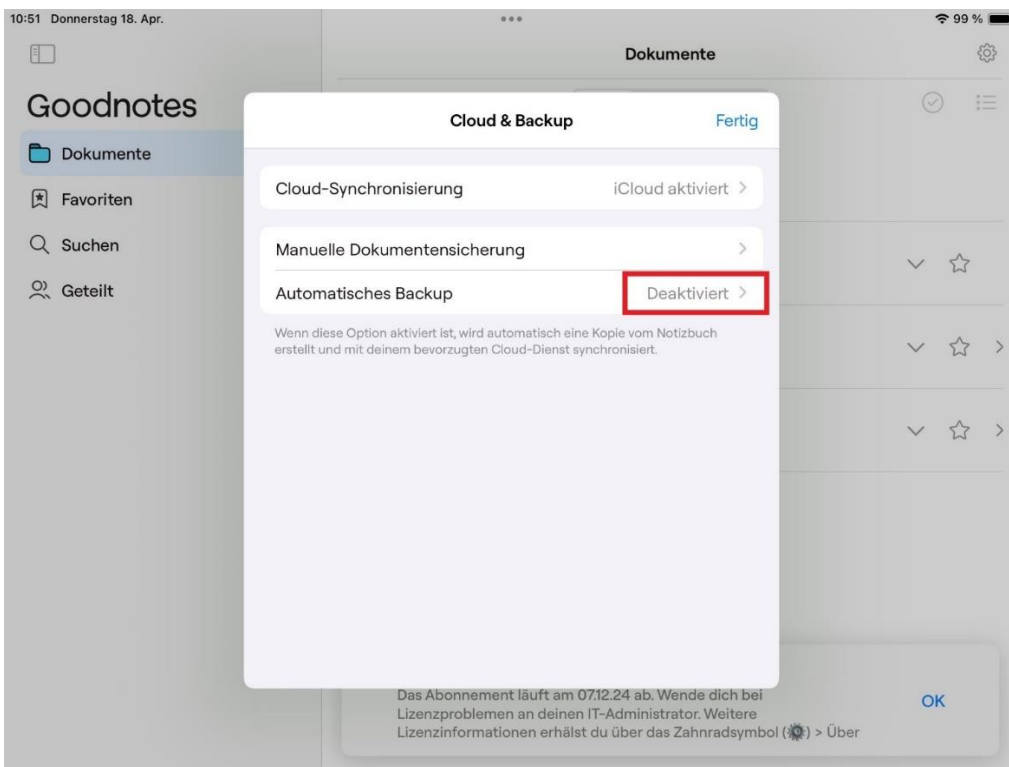 10:51 Donnerstag 18. Apr.
99 %
Dokumente
Goodnotes
Dokumente
Favoriten
Suchen
Geteilt
Cloud & Backup
Fertig
Cloud-Synchronisierung
iCloud aktiviert
Manuelle Dokumentensicherung
Automatisches Backup
Deaktiviert
Wenn diese Option aktiviert ist, wird automatisch eine Kopie vom Notizbuch
erstellt und mit deinem bevorzugten Cloud-Dienst synchronisiert.
Das Abonnement läuft am 07.12.24 ab. Wende dich bei
Lizenzproblemen an deinen IT-Administrator. Weitere
Lizenzinformationen erhälst du über das Zahnradsymbol (⚙) > Über
OK